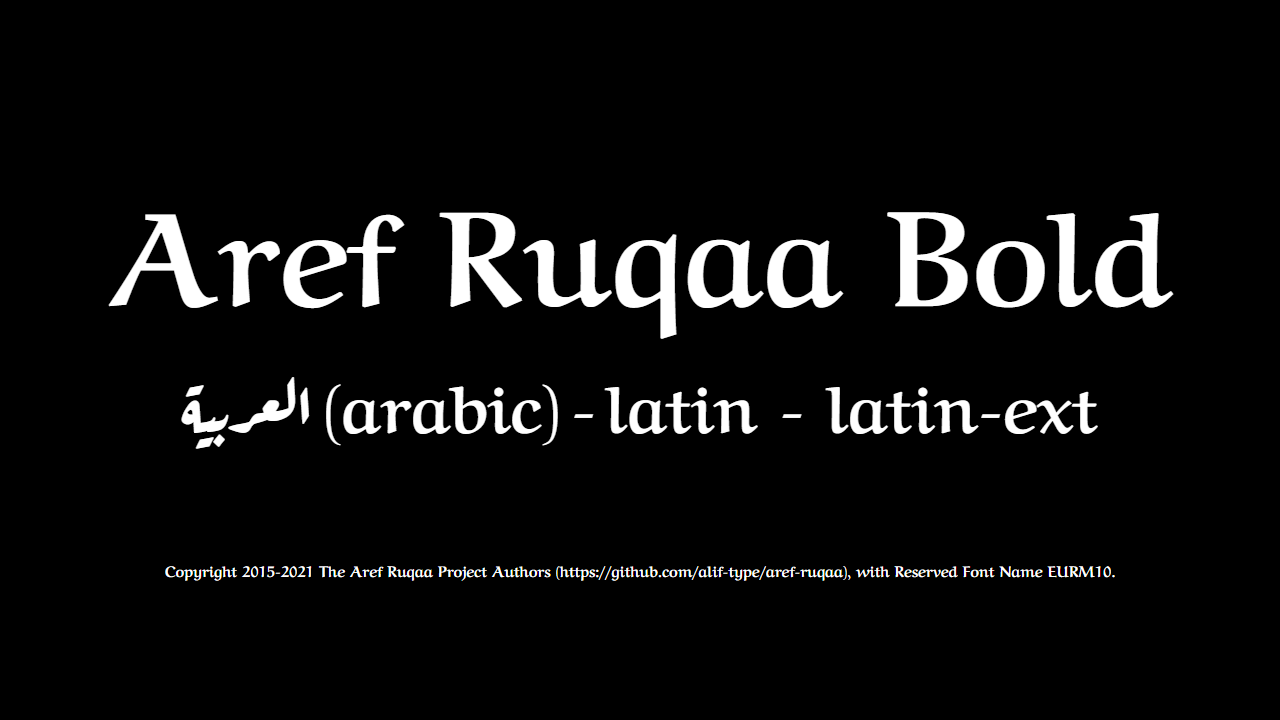 Aref Ruqaa Bold
العربية (arabic) - latin - latin-ext
Copyright 2015-2021 The Aref Ruqaa Project Authors (https://github.com/alif-type/aref-ruqaa), with Reserved Font Name EURM10.